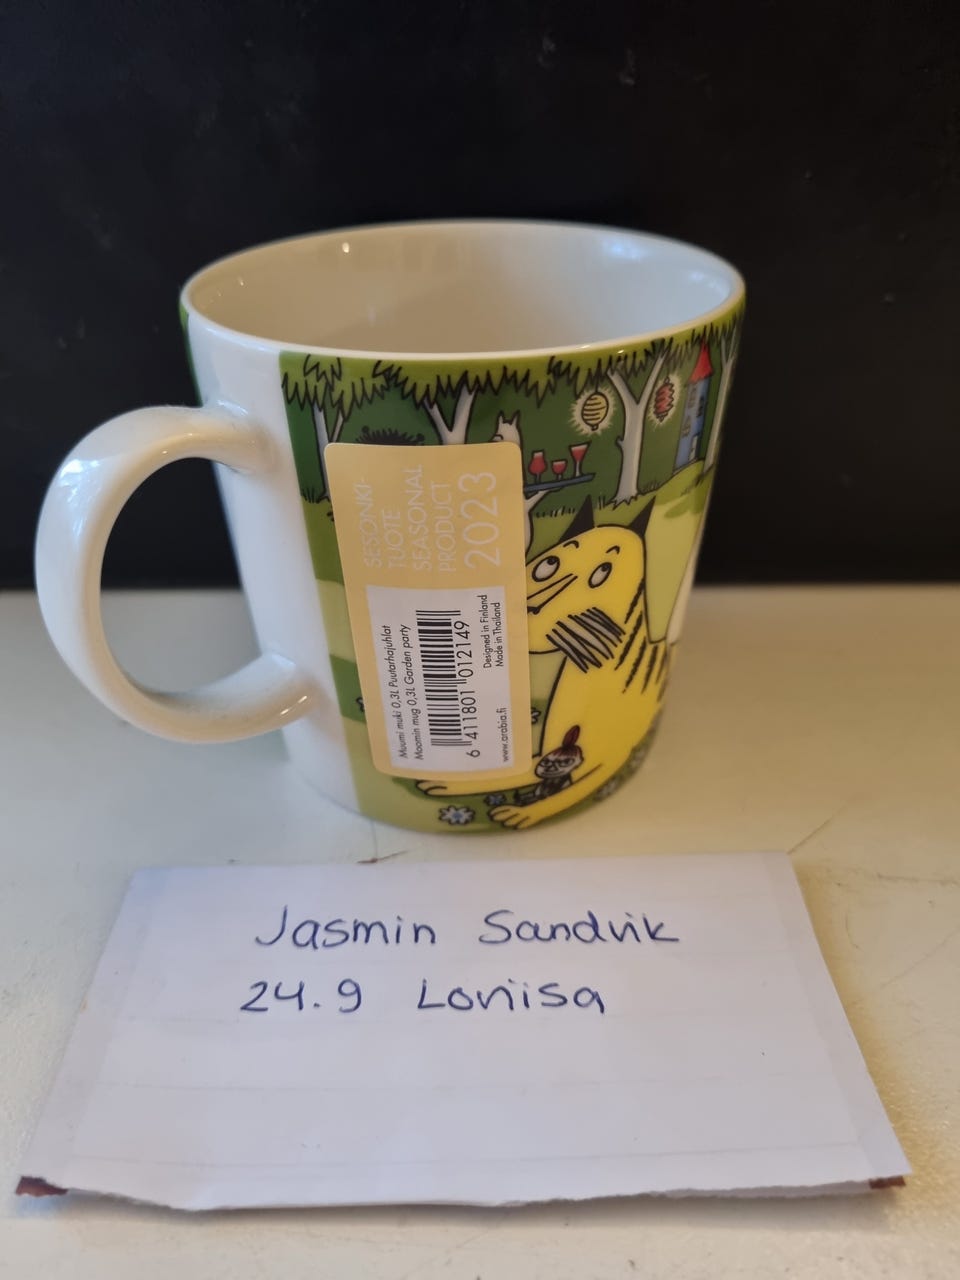 SESONKI-
TUOTE
SEASONAL
PRODUCT
2023
Muumi muki 0,3L Puutarhajuhlat
Moomin mug 0,3L Garden party
6 411801 012149
Designed in Finland
Made in Thailand
www.arabia.fi
Jasmin Sandvik
24.9 Loviisa